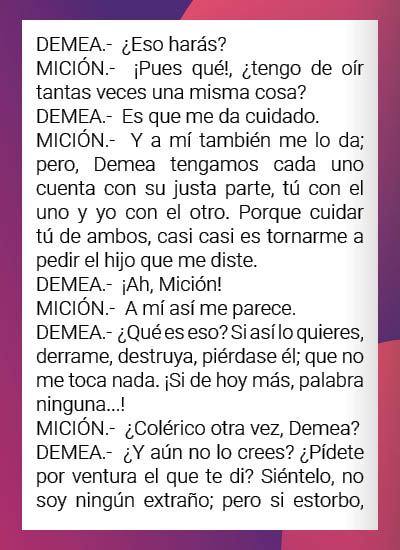 DEMEA.- ¿Eso harás?
MICIÓN.- ¡Pues qué!, ¿tengo de oír
tantas veces una misma cosa?
DEMEA.- Es que me da cuidado.
MICIÓN.- Y a mí también me lo da;
pero, Demea tengamos cada uno
cuenta con su justa parte, tú con el
uno y yo con el otro. Porque cuidar
tú de ambos, casi casi es tornarme a
pedir el hijo que me diste.
DEMEA.- ¡Ah, Mición!
MICIÓN.- A mí así me parece.
DEMEA.- ¿Qué es eso? Si así lo quieres,
derrame, destruya, piérdase él; que no
me toca nada. ¡Si de hoy más, palabra
ninguna...!
MICIÓN.- ¿Colérico otra vez, Demea?
DEMEA.- ¿Y aún no lo crees? ¿Pídete
por ventura el que te di? Siéntelo, no
soy ningún extraño; pero si estorbo,